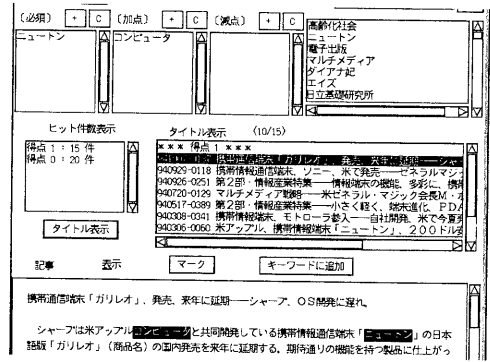 〔必須〕 + C 〔加点〕 + C 〔減点〕 + C
ニュートン
コンピュータ
高齢化社会
ニュートン
電子出版
マルチメディア
ダイアナ妃
エイズ
日立基礎研究所
ヒット件数表示
得点 1 : 15 件
得点 0 : 20 件
タイトル表示
タイトル表示 (10/15)
*** 得点 1 ***
携帯通信端末「ガリレオ」、発売、来年に延期――シャー
940929-0118 携帯情報通信端末、ソニー、米で発売――ゼネラルマジ
940926-0251 第2部・情報産業特集――情報端末の機能、多彩に、携
940720-0129 マルチメディア戦略――米ゼネラル・マジック会長M・
940517-0389 第2部・情報産業特集――小さく軽く、端末進化、PDA
940308-0341 携帯情報端末、モトローラ参入――自社開発、米で今夏
940306-0060 米アップル、携帯情報端末「ニュートン」、200ドル
記事 表示
マーク
キーワードに追加
携帯通信端末「ガリレオ」、発売、来年に延期――シャープ、OS開発に遅れ。
シャープは米アップルコンピュータと共同開発している携帯情報通信端末「ニュートン」の日本
語版「ガリレオ」(商品名)の国内発売を来年に延期する。期待通りの機能を持つ製品に仕上がっ